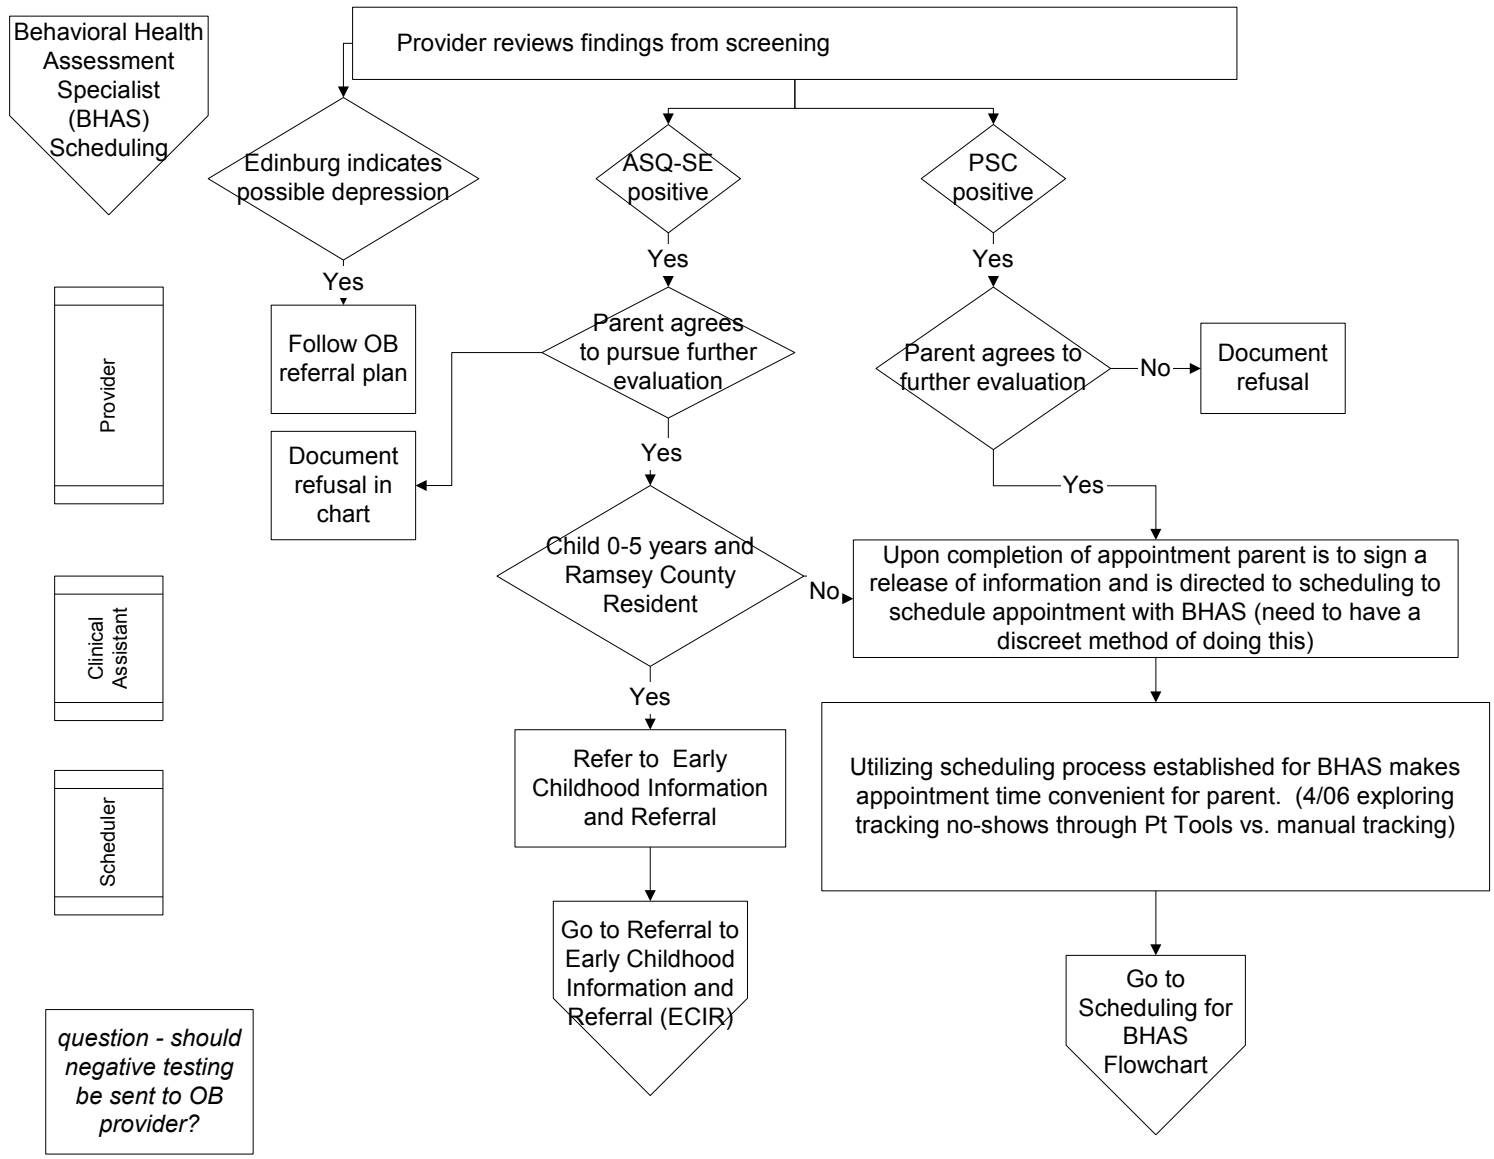 Behavioral Health
Assessment
Specialist
(BHAS)
Scheduling
Provider reviews findings from screening
Edinburg indicates
possible depression
ASQ-SE
positive
PSC
positive
Yes
Yes
Yes
Follow OB
referral plan
Parent agrees
to pursue further
evaluation
Parent agrees to
further evaluation
No
Document
refusal
Provider
Document
refusal in
chart
Yes
Yes
Child 0-5 years and
Ramsey County
Resident
No
Upon completion of appointment parent is to sign a
release of information and is directed to scheduling to
schedule appointment with BHAS (need to have a
discreet method of doing this)
Clinical
Assistant
Yes
Refer to Early
Childhood Information
and Referral
Utilizing scheduling process established for BHAS makes
appointment time convenient for parent. (4/06 exploring
tracking no-shows through Pt Tools vs. manual tracking)
Scheduler
Go to Referral to
Early Childhood
Information and
Referral (ECIR)
Go to
Scheduling for
BHAS
Flowchart
question - should
negative testing
be sent to OB
provider?